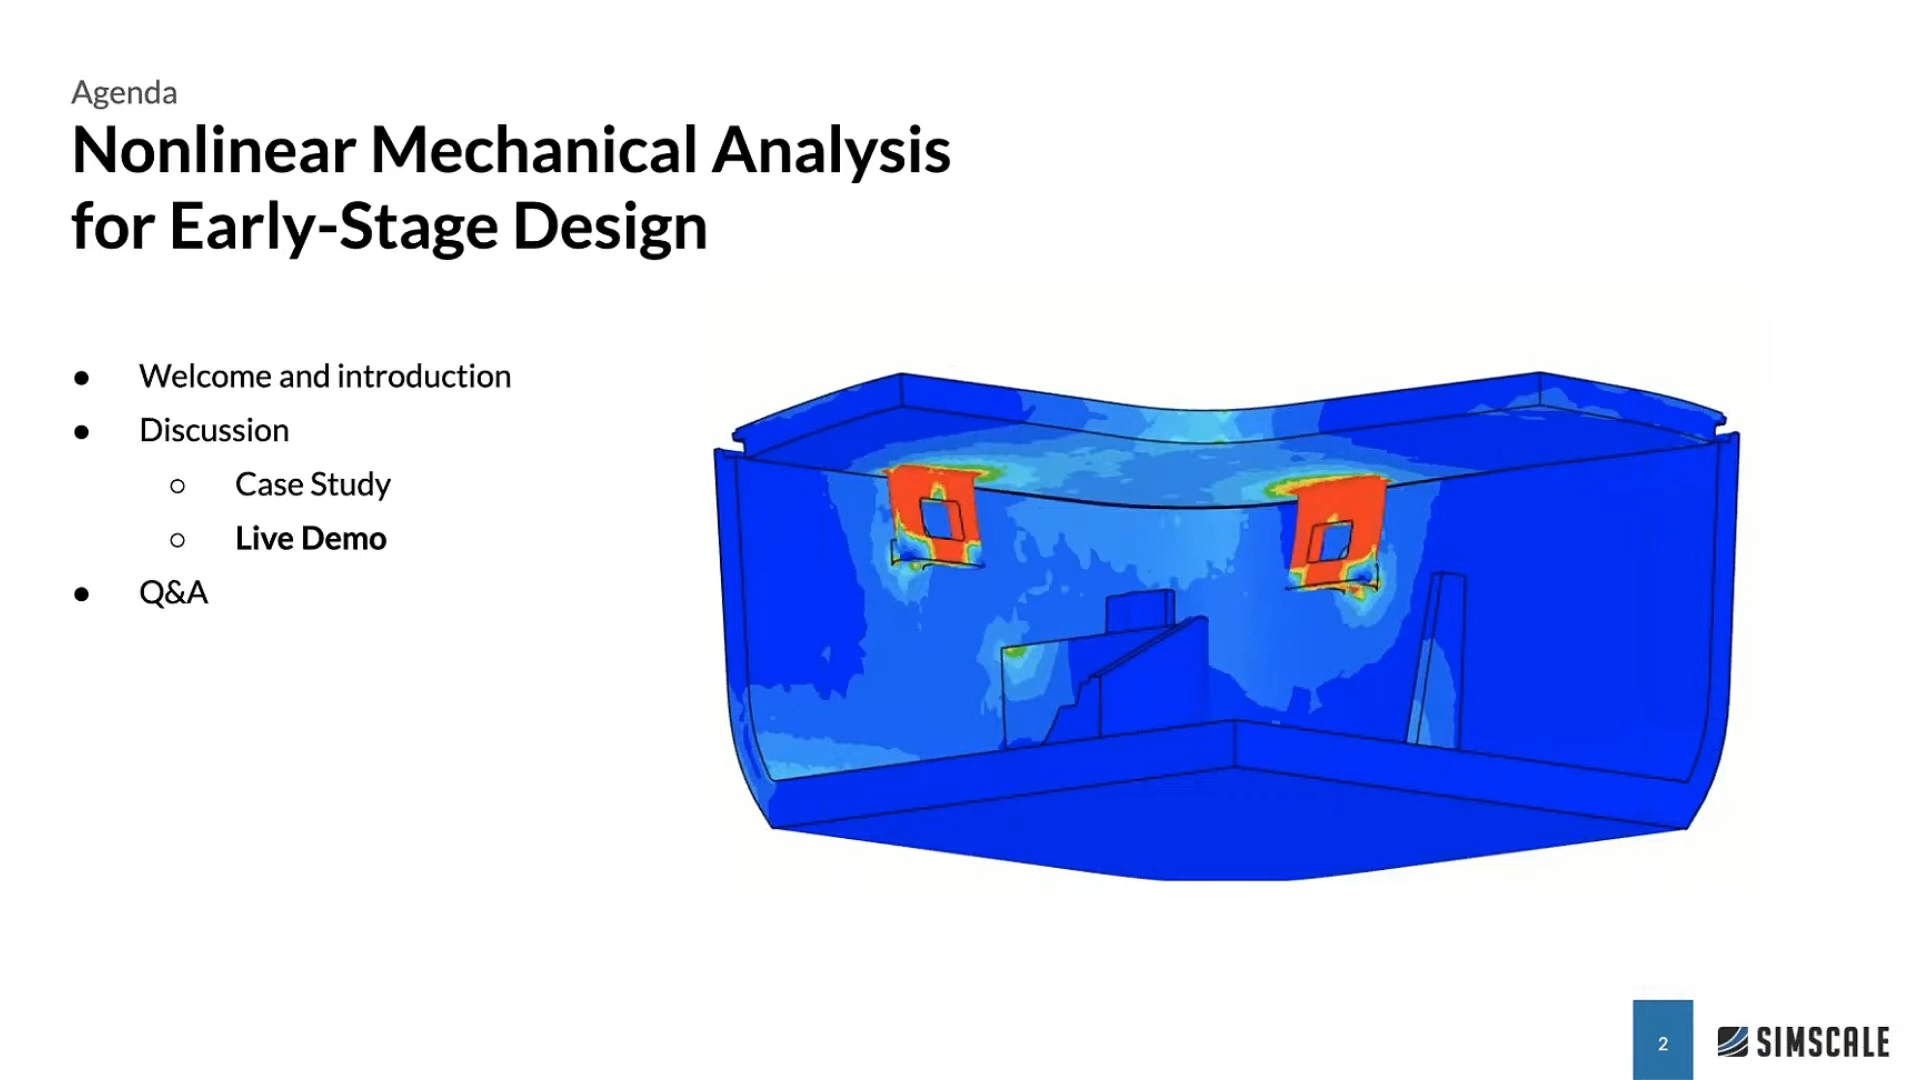 Agenda
Nonlinear Mechanical Analysis
for Early-Stage Design
● Welcome and introduction
● Discussion
○ Case Study
○ Live Demo
● Q&A
2
SIMSCALE